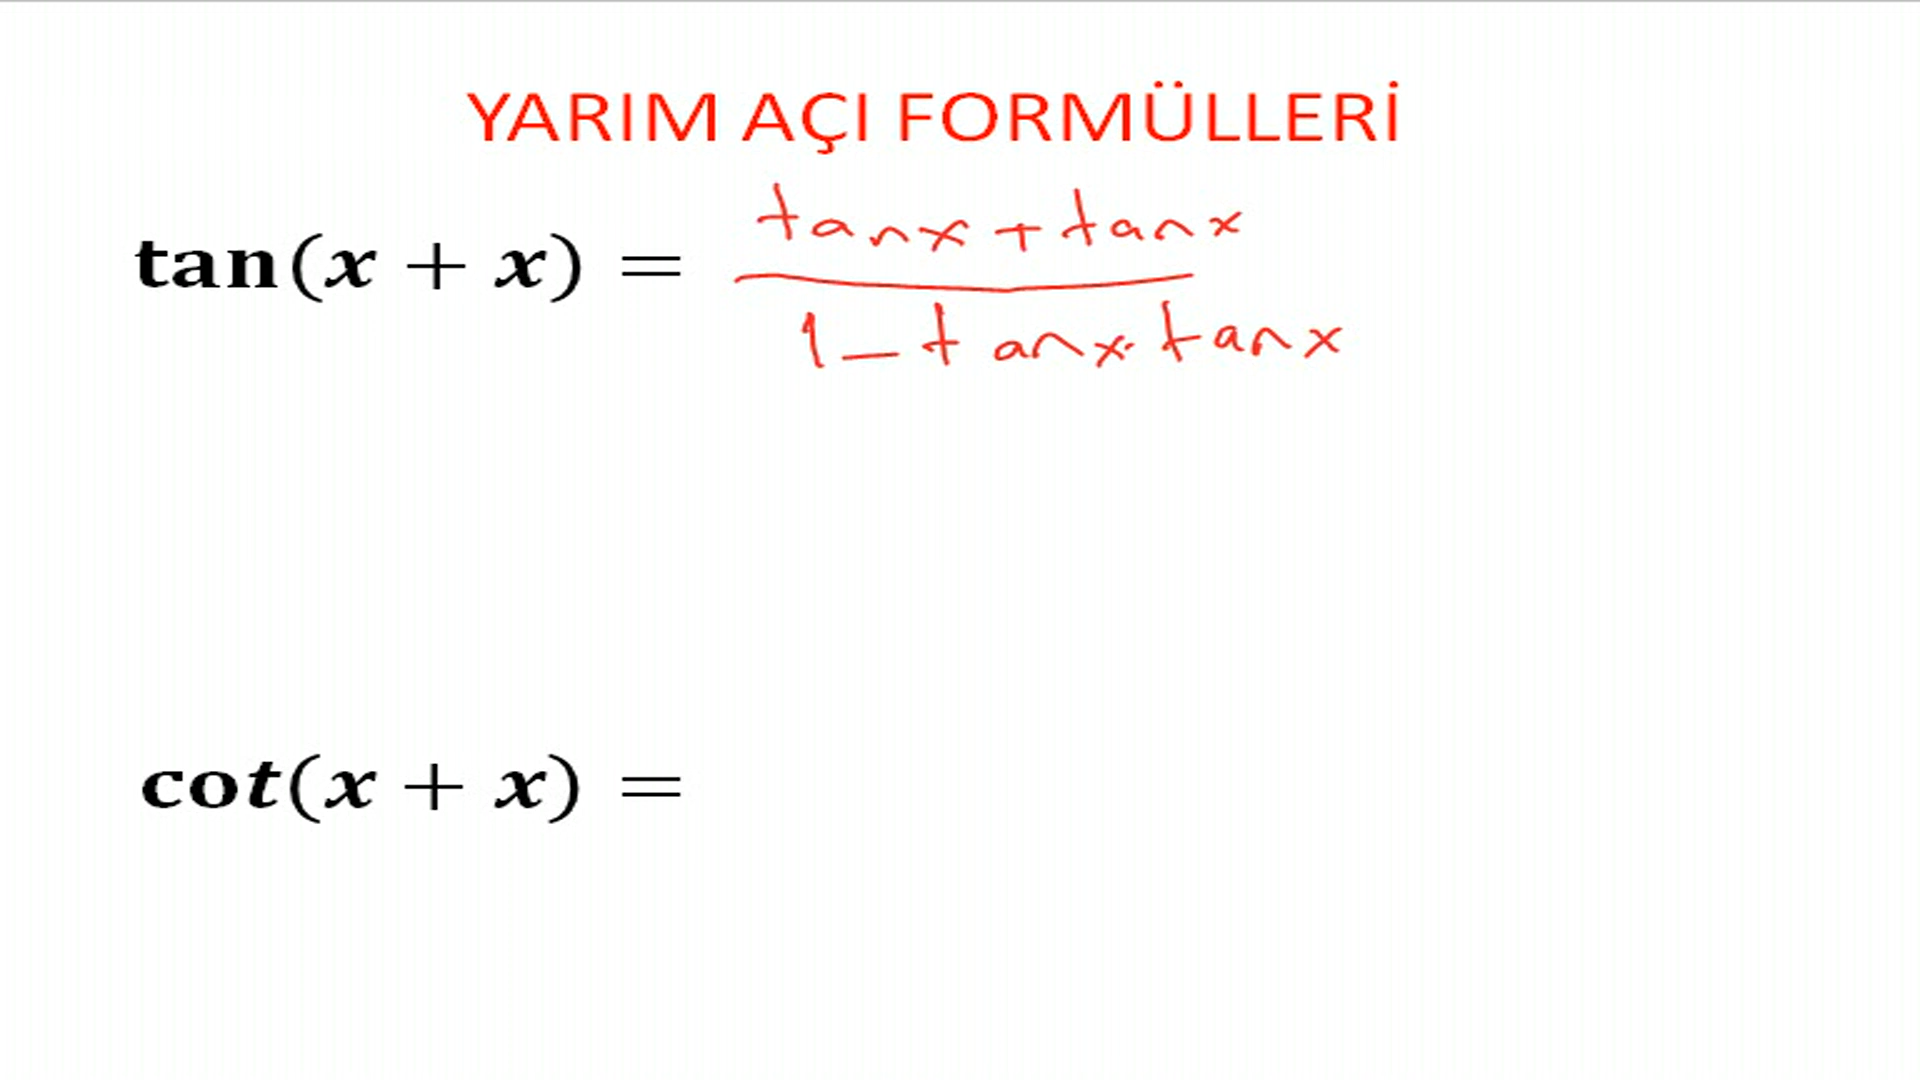 YARIM AÇI FORMÜLLERİ
tan(x + x) = tanx + tanx
1 - tanx . tanx
cot(x + x) =